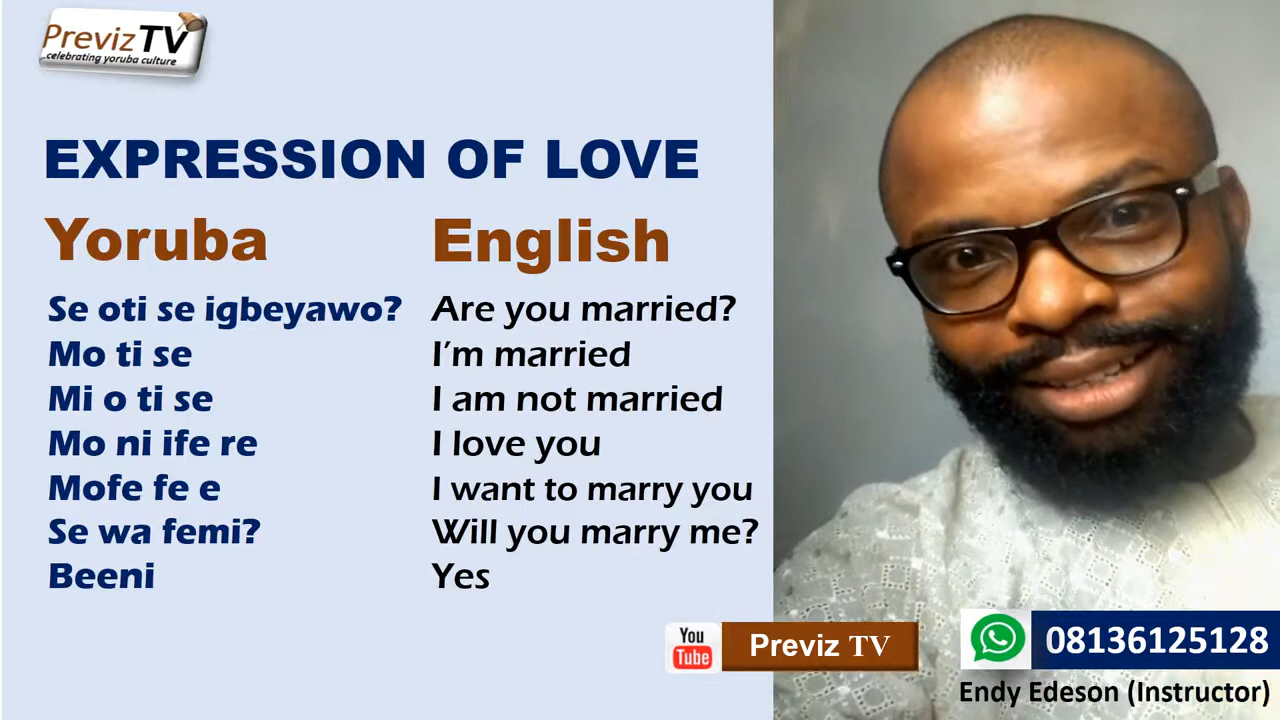 Previz TV
...celebrating yoruba culture
EXPRESSION OF LOVE
Yoruba English
Se oti se igbeyawo? Are you married?
Mo ti se I'm married
Mi o ti se I am not married
Mo ni ife re I love you
Mofe fe e I want to marry you
Se wa femi? Will you marry me?
Beeni Yes
You
Tube
Previz TV
08136125128
Endy Edeson (Instructor)